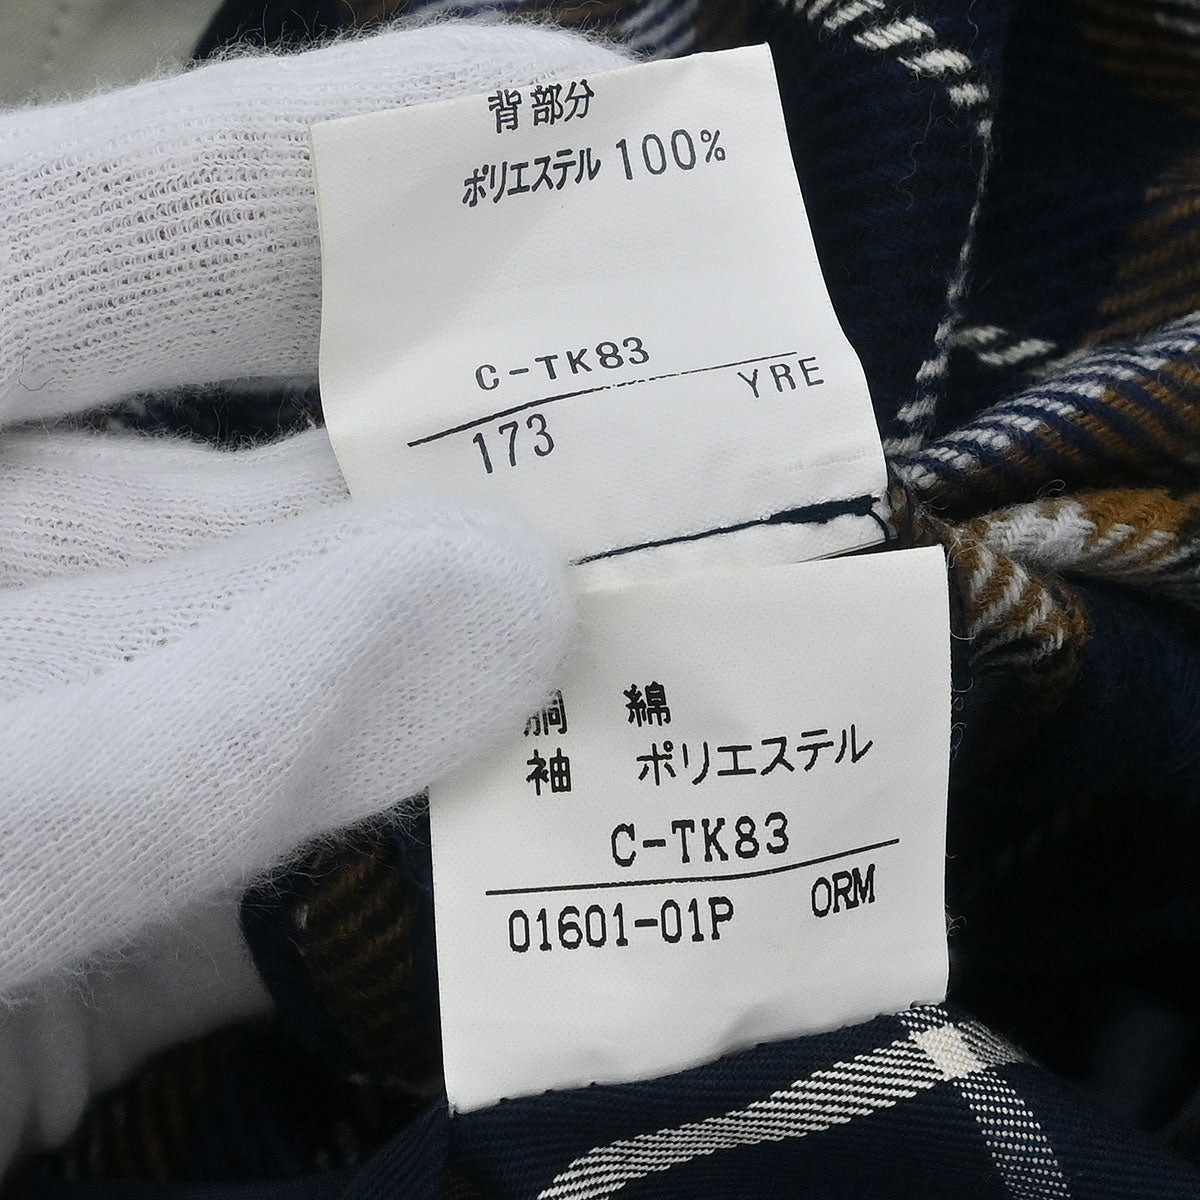 背部分
ポリエステル 100%
C-TK83
173 YRE
胴 綿
袖 ポリエステル
C-TK83
01601-01P ORM